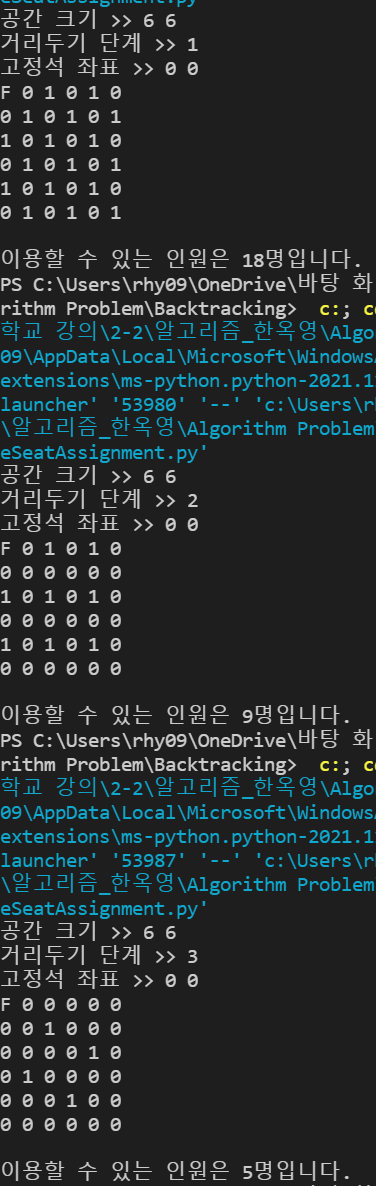 eSeatAssignment.py"
공간 크기 >> 6 6
거리두기 단계 >> 1
고정석 좌표 >> 0 0
F 0 1 0 1 0
0 1 0 1 0 1
1 0 1 0 1 0
0 1 0 1 0 1
1 0 1 0 1 0
0 1 0 1 0 1
이용할 수 있는 인원은 18명입니다.
PS C:\Users\rhy09\OneDrive\바탕 화
rithm Problem\Backtracking>  c:; c
학교 강의\2-2\알고리즘_한옥영\Algo
09\AppData\Local\Microsoft\Windows
extensions\ms-python.python-2021.1
launcher' '53980' '--' 'c:\Users\r
\알고리즘_한옥영\Algorithm Problem
eSeatAssignment.py'
공간 크기 >> 6 6
거리두기 단계 >> 2
고정석 좌표 >> 0 0
F 0 1 0 1 0
0 0 0 0 0 0
1 0 1 0 1 0
0 0 0 0 0 0
1 0 1 0 1 0
0 0 0 0 0 0
이용할 수 있는 인원은 9명입니다.
PS C:\Users\rhy09\OneDrive\바탕 화
rithm Problem\Backtracking>  c:; c
학교 강의\2-2\알고리즘_한옥영\Algo
09\AppData\Local\Microsoft\Windows
extensions\ms-python.python-2021.1
launcher' '53987' '--' 'c:\Users\r
\알고리즘_한옥영\Algorithm Problem
eSeatAssignment.py'
공간 크기 >> 6 6
거리두기 단계 >> 3
고정석 좌표 >> 0 0
F 0 0 0 0 0
0 0 1 0 0 0
0 0 0 0 1 0
0 1 0 0 0 0
0 0 0 1 0 0
0 0 0 0 0 0
이용할 수 있는 인원은 5명입니다.